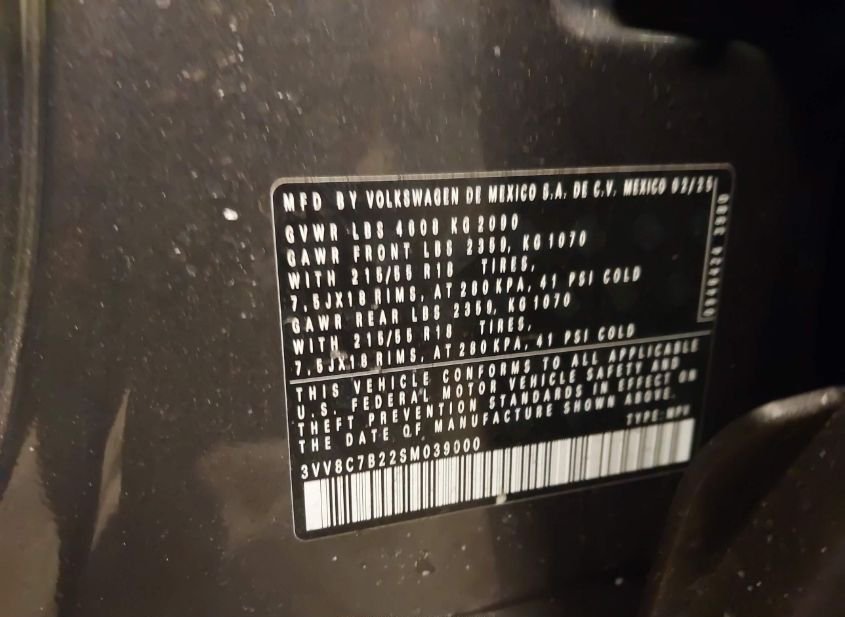 MFD BY VOLKSWAGEN DE MEXICO S.A. DE C.V. MEXICO 02/25
GVWR LBS 4608 KG 2090
GAWR FRONT LBS 2359, KG 1070
WITH 215/55 R18 TIRES,
7,5JX18 RIMS, AT 280 KPA, 41 PSI COLD
GAWR REAR LBS 2359, KG 1070
WITH 215/55 R18 TIRES,
7,5JX18 RIMS, AT 280 KPA, 41 PSI COLD
THIS VEHICLE CONFORMS TO ALL APPLICABLE
U.S. FEDERAL MOTOR VEHICLE SAFETY AND
THEFT PREVENTION STANDARDS IN EFFECT ON
THE DATE OF MANUFACTURE SHOWN ABOVE.
TYPE: MPV
3VV8C7B22SM039000